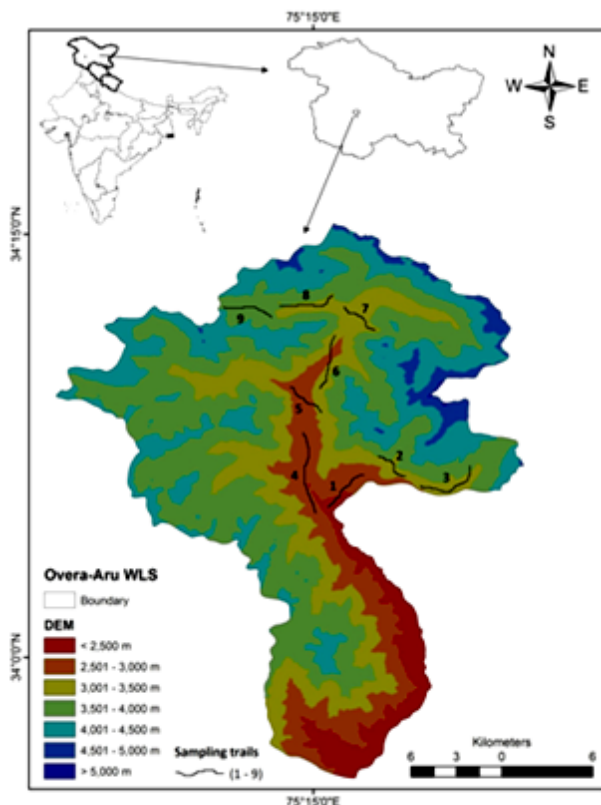 75°15'0"E
N
W E
S
34°15'0"N
8
7
9
6
5
2
3
4
1
Overa-Aru WLS
Boundary
DEM
< 2,500 m
2,501 - 3,000 m
3,001 - 3,500 m
3,501 - 4,000 m
4,001 - 4,500 m
4,501 - 5,000 m
> 5,000 m
Sampling trails
(1 - 9)
34°0'0"N
Kilometers
6 3 0 6
75°15'0"E